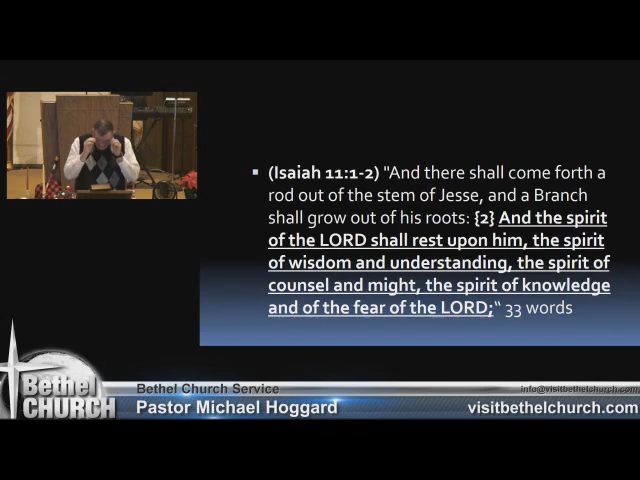 (Isaiah 11:1-2) "And there shall come forth a
rod out of the stem of Jesse, and a Branch
shall grow out of his roots: {2} And the spirit
of the LORD shall rest upon him, the spirit
of wisdom and understanding, the spirit of
counsel and might, the spirit of knowledge
and of the fear of the LORD;“ 33 words
Bethel
CHURCH
Bethel Church Service
info@visitbethelchurch.com
Pastor Michael Hoggard
visitbethelchurch.com